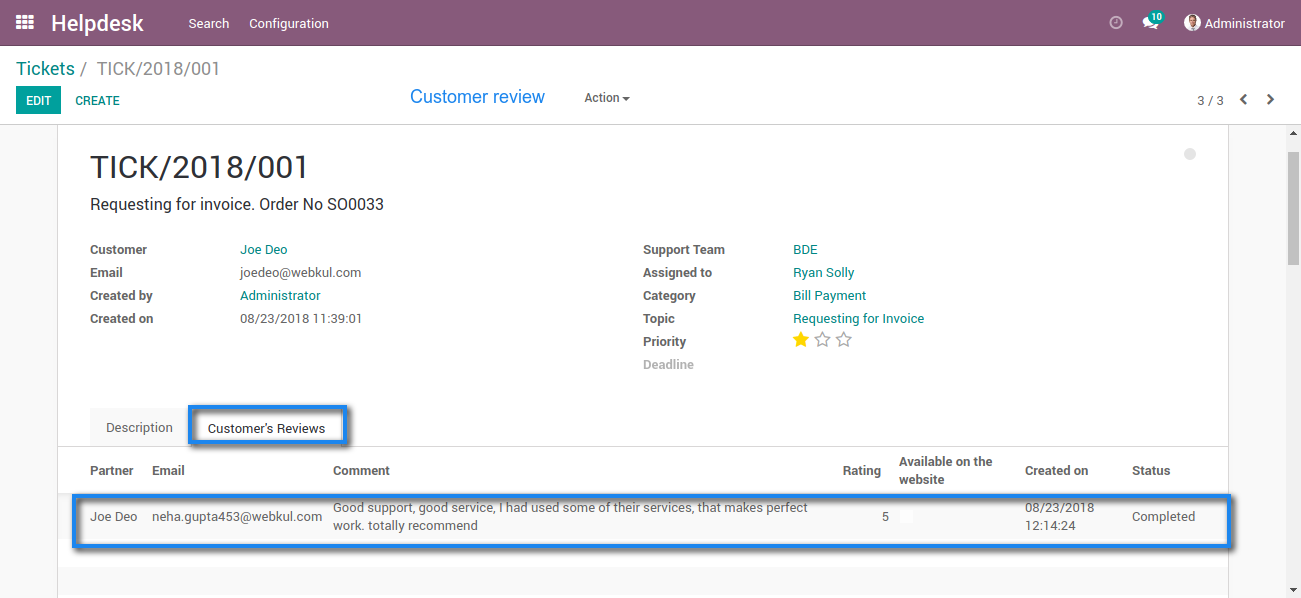 Helpdesk Search Configuration 10 Administrator
Tickets / TICK/2018/001
EDIT CREATE Customer review Action 3 / 3
TICK/2018/001
Requesting for invoice. Order No SO0033
Customer Joe Deo Support Team BDE
Email joedeo@webkul.com Assigned to Ryan Solly
Created by Administrator Category Bill Payment
Created on 08/23/2018 11:39:01 Topic Requesting for Invoice
Priority
Deadline
Description Customer's Reviews
Partner Email Comment Rating Available on the website Created on Status
Joe Deo neha.gupta453@webkul.com Good support, good service, I had used some of their services, that makes perfect work. totally recommend 5 08/23/2018 12:14:24 Completed